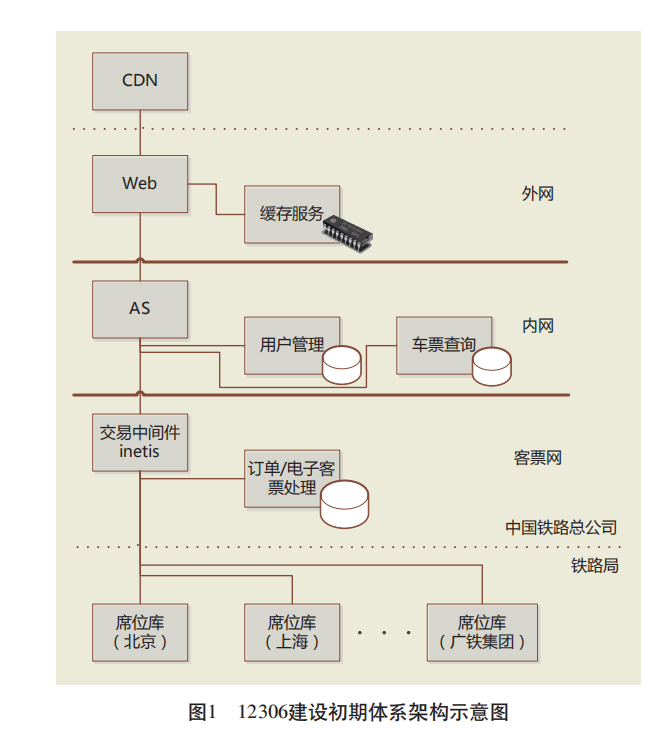 CDN
Web
外网
缓存服务
AS
内网
用户管理
车票查询
交易中间件
inetis
客票网
订单/电子客
票处理
中国铁路总公司
铁路局
席位库
（北京）
席位库
（上海）
· · ·
席位库
（广铁集团）
图1 12306建设初期体系架构示意图